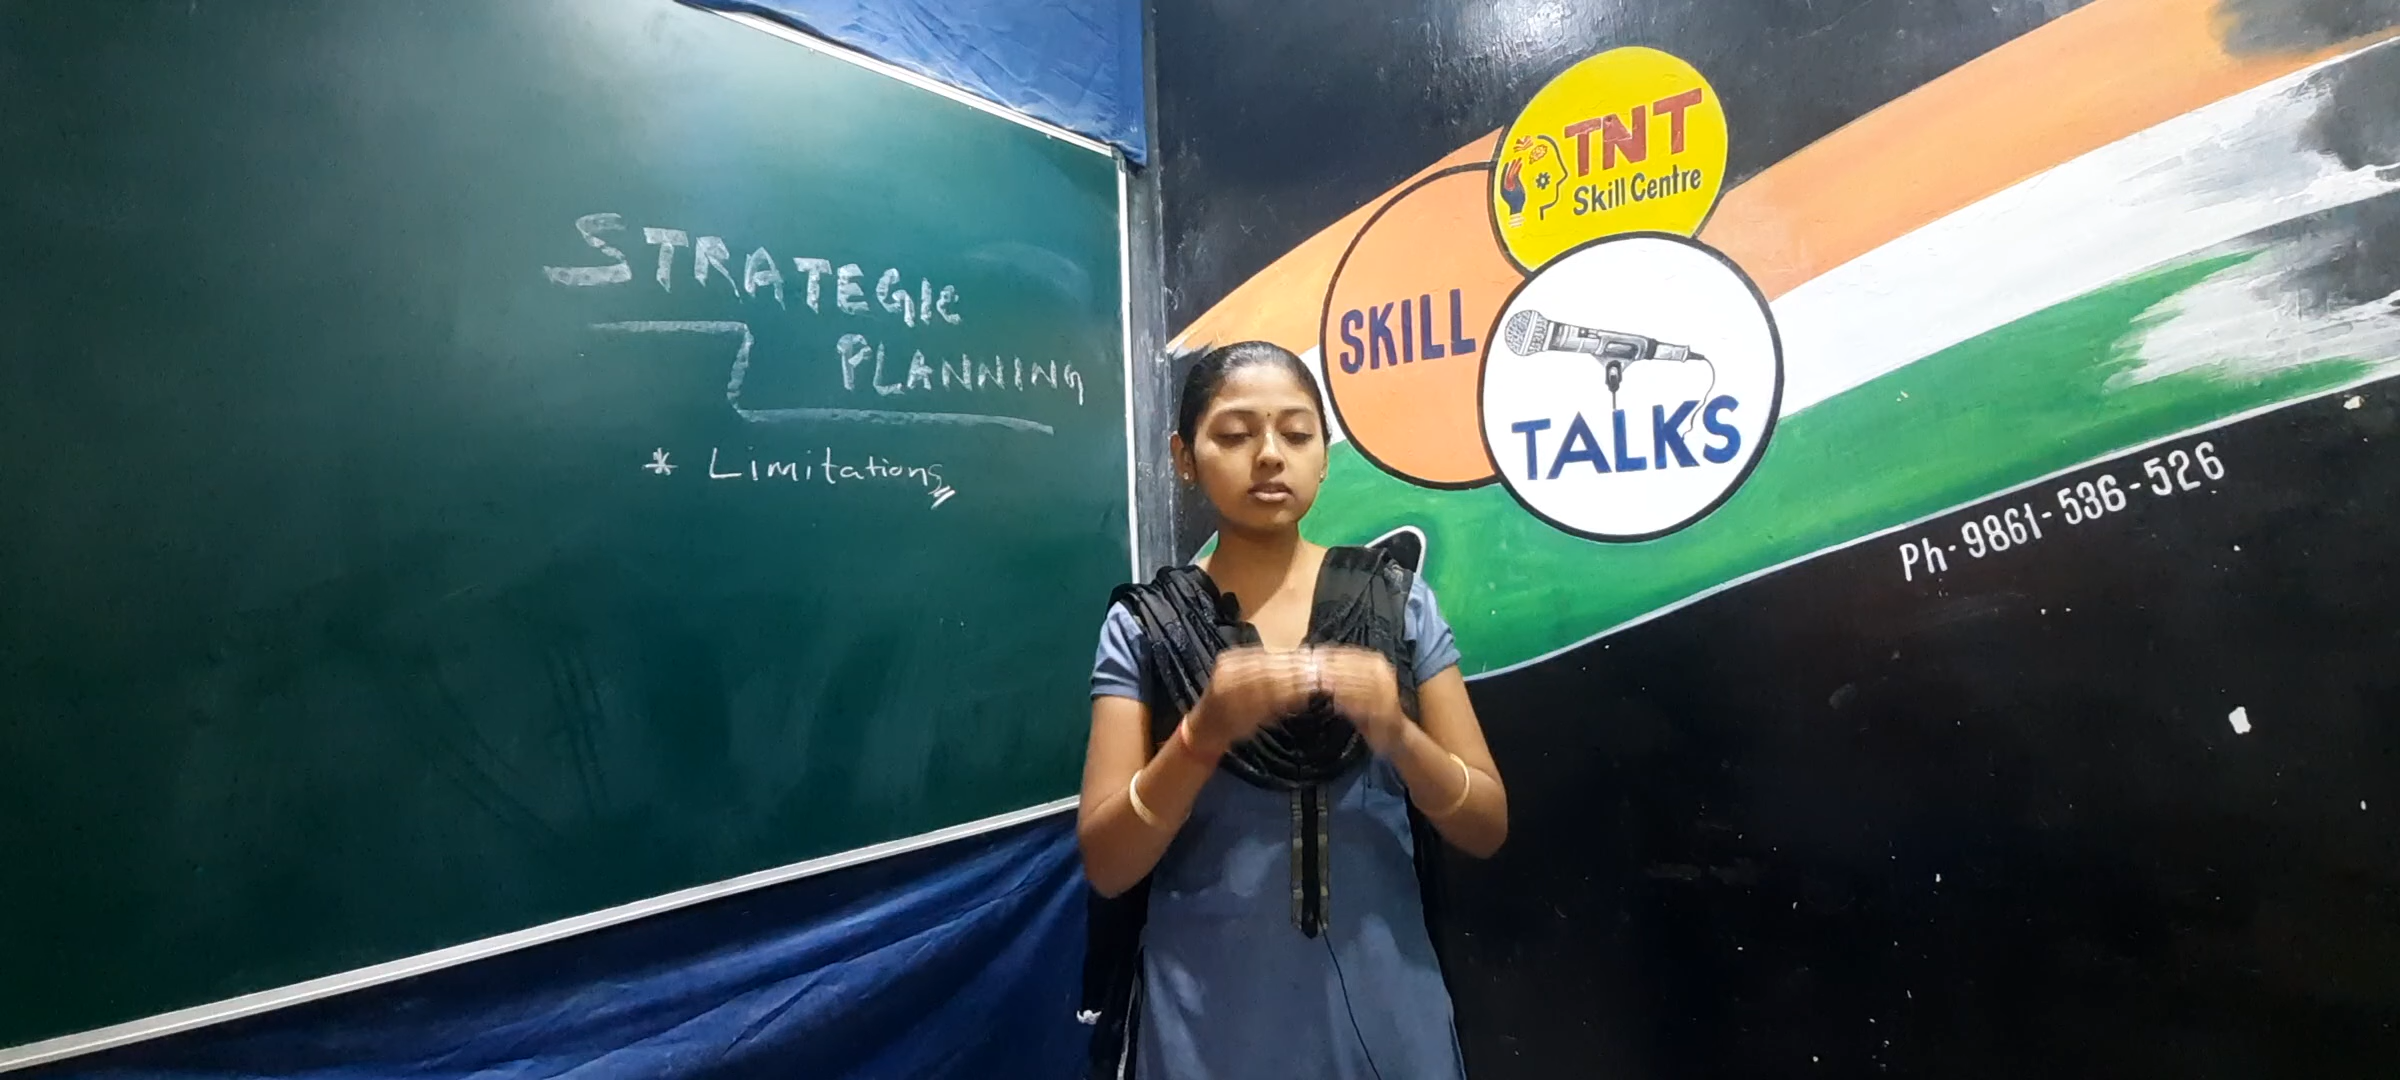 STRATEGIC
PLANNING
* Limitations
TNT
Skill Centre
SKILL
TALKS
Ph-9861-536-526